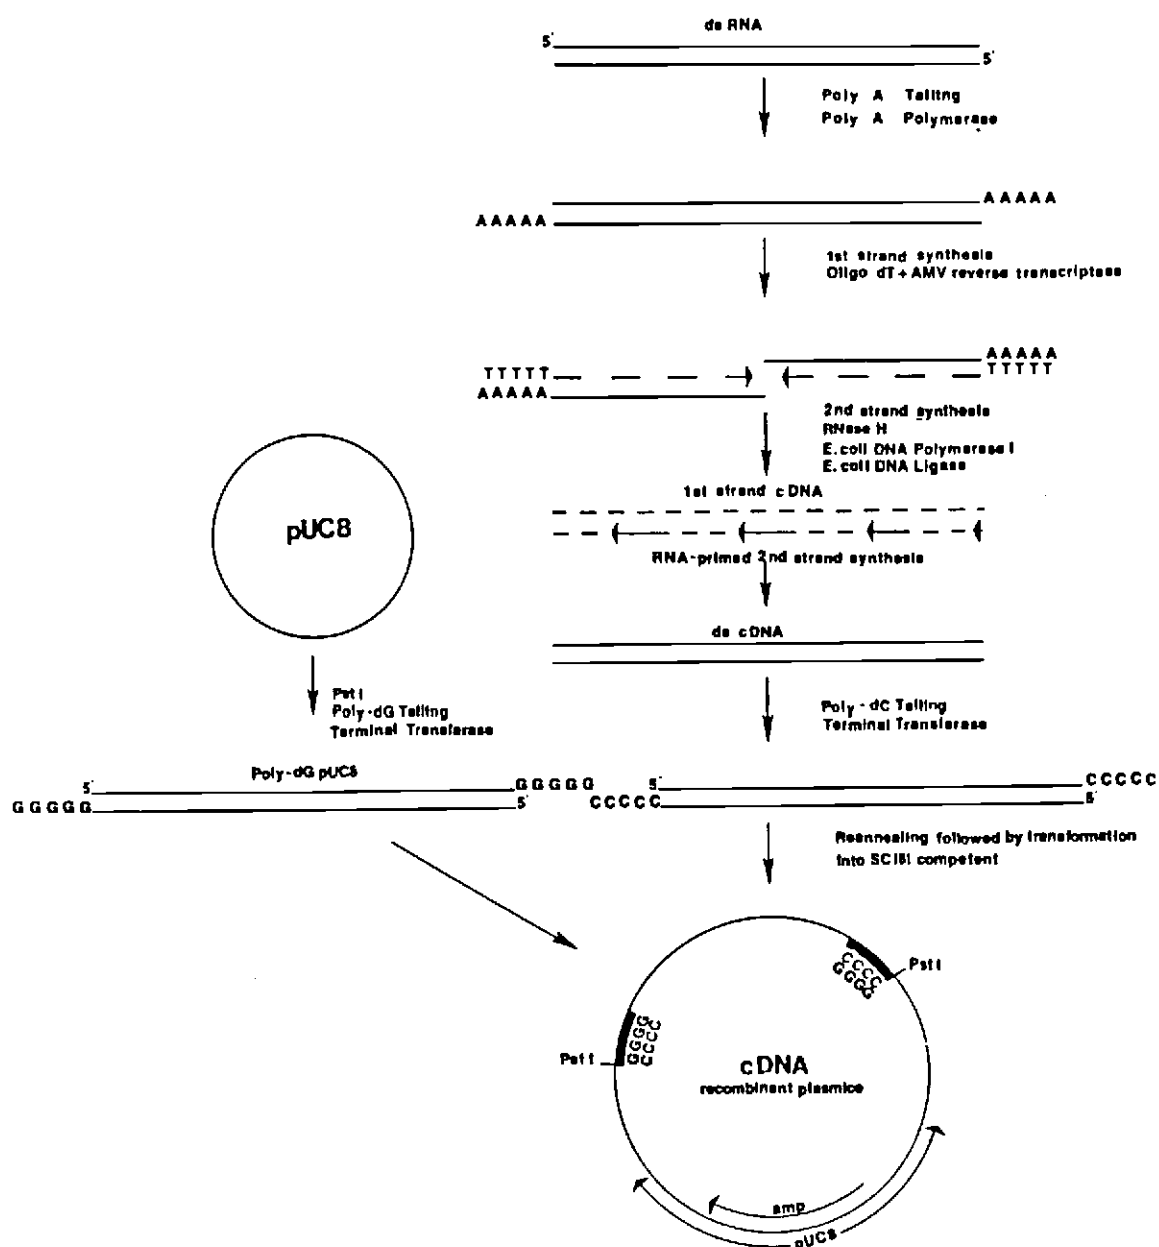 ds RNA
5'
5'
Poly A Tailing
Poly A Polymerase
AAAAA
AAAAA
1st strand synthesis
Oligo dT + AMV reverse transcriptase
AAAAA
TTTTT
TTTTT
AAAAA
2nd strand synthesis
RNase H
E.coli DNA Polymerase I
E.coli DNA Ligase
1st strand cDNA
RNA-primed 2nd strand synthesis
ds cDNA
pUC8
Pst I
Poly-dG Tailing
Terminal Transferase
Poly-dC Tailing
Terminal Transferase
Poly-dG pUC8
5'
GGGGG
GGGGG
5'
5'
CCCCC
CCCCC
5'
Reannealing followed by transformation
into SC181 competent
CCCC
GGGG
Pst I
GGGG
CCCC
Pst I
cDNA
recombinant plasmice
amp
pUC8